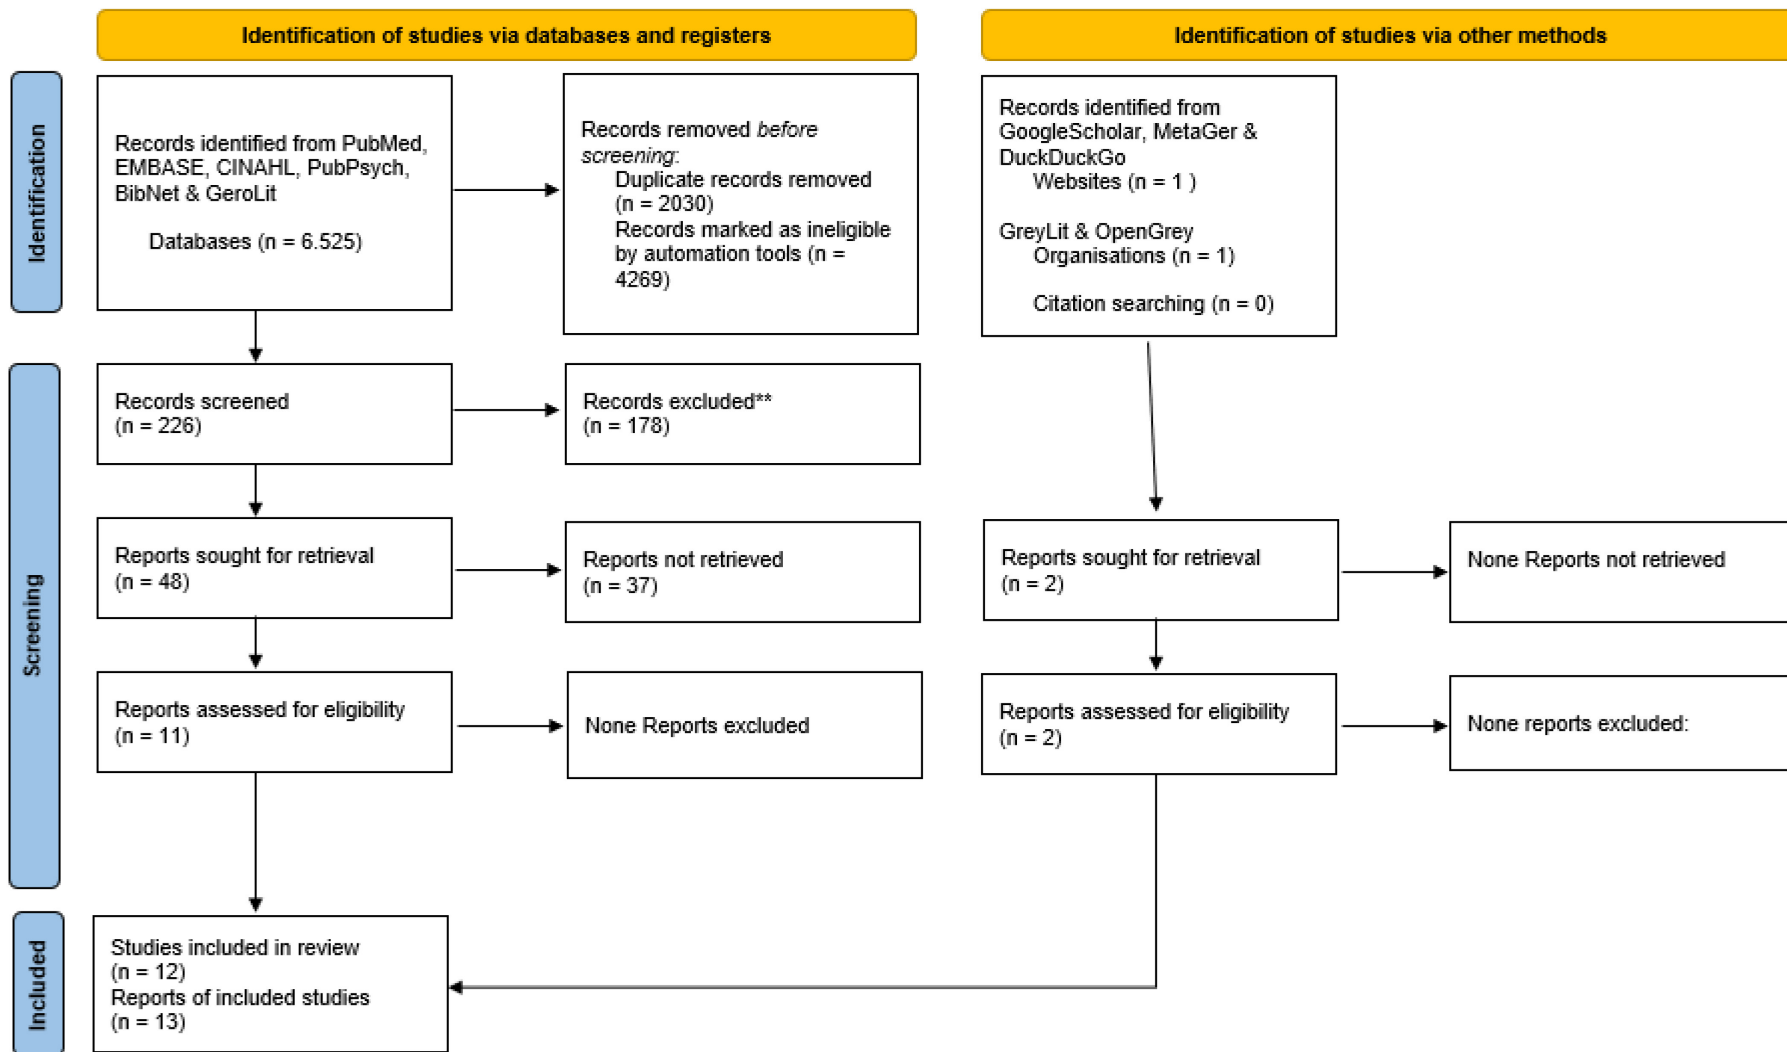 Identification of studies via databases and registers
Identification of studies via other methods
Identification
Records identified from PubMed,
EMBASE, CINAHL, PubPsych,
BibNet & GeroLit
Databases (n = 6.525)
Records removed before
screening:
Duplicate records removed
(n = 2030)
Records marked as ineligible
by automation tools (n =
4269)
Records identified from
GoogleScholar, MetaGer &
DuckDuckGo
Websites (n = 1 )
GreyLit & OpenGrey
Organisations (n = 1)
Citation searching (n = 0)
Screening
Records screened
(n = 226)
Records excluded**
(n = 178)
Reports sought for retrieval
(n = 48)
Reports not retrieved
(n = 37)
Reports sought for retrieval
(n = 2)
None Reports not retrieved
Reports assessed for eligibility
(n = 11)
None Reports excluded
Reports assessed for eligibility
(n = 2)
None reports excluded:
Included
Studies included in review
(n = 12)
Reports of included studies
(n = 13)